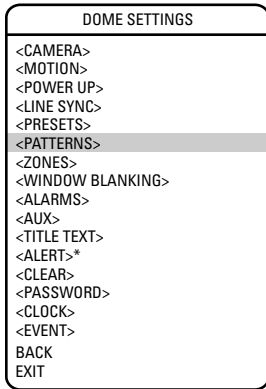 DOME SETTINGS
<CAMERA>
<MOTION>
<POWER UP>
<LINE SYNC>
<PRESETS>
<PATTERNS>
<ZONES>
<WINDOW BLANKING>
<ALARMS>
<AUX>
<TITLE TEXT>
<ALERT>*
<CLEAR>
<PASSWORD>
<CLOCK>
<EVENT>
BACK
EXIT